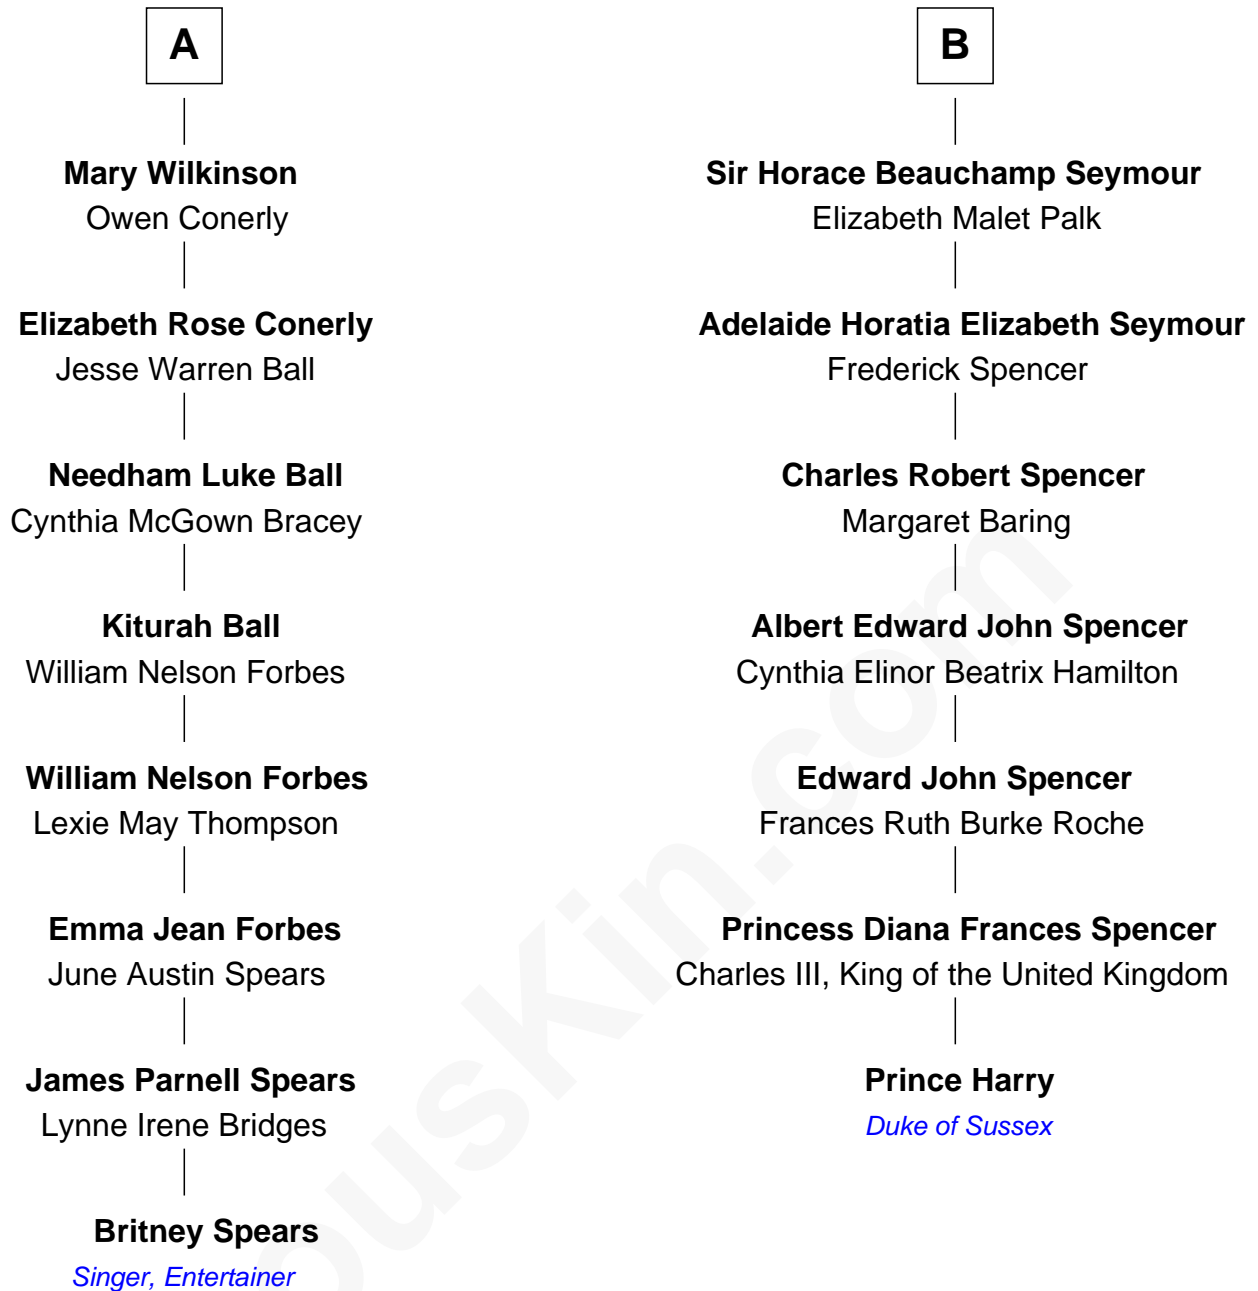 A
Mary Wilkinson
Owen Conerly
Elizabeth Rose Conerly
Jesse Warren Ball
Needham Luke Ball
Cynthia McGown Bracey
Kiturah Ball
William Nelson Forbes
William Nelson Forbes
Lexie May Thompson
Emma Jean Forbes
June Austin Spears
James Parnell Spears
Lynne Irene Bridges
Britney Spears
Singer, Entertainer
B
Sir Horace Beauchamp Seymour
Elizabeth Malet Palk
Adelaide Horatia Elizabeth Seymour
Frederick Spencer
Charles Robert Spencer
Margaret Baring
Albert Edward John Spencer
Cynthia Elinor Beatrix Hamilton
Edward John Spencer
Frances Ruth Burke Roche
Princess Diana Frances Spencer
Charles III, King of the United Kingdom
Prince Harry
Duke of Sussex
ousKin.com